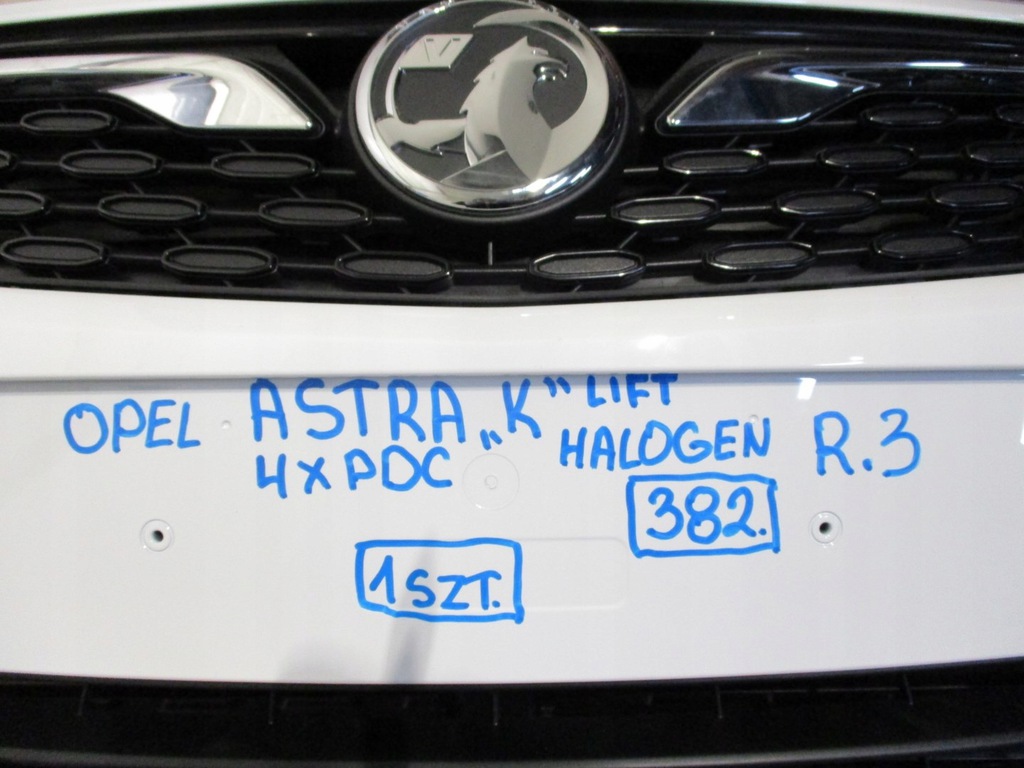 V
OPEL ASTRA „K” LIFT
4xPDC HALOGEN R.3
382.
1SZT.